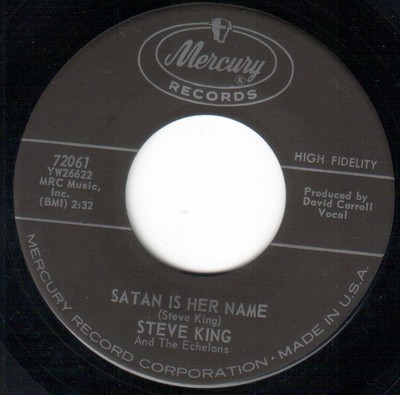 Mercury
®
RECORDS
72061
YW26622
MRC Music,
Inc.
(BMI) 2:32
HIGH FIDELITY
Produced by
David Carroll
Vocal
SATAN IS HER NAME
(Steve King)
STEVE KING
And The Echelons
MERCURY RECORD CORPORATION · MADE IN U.S.A.